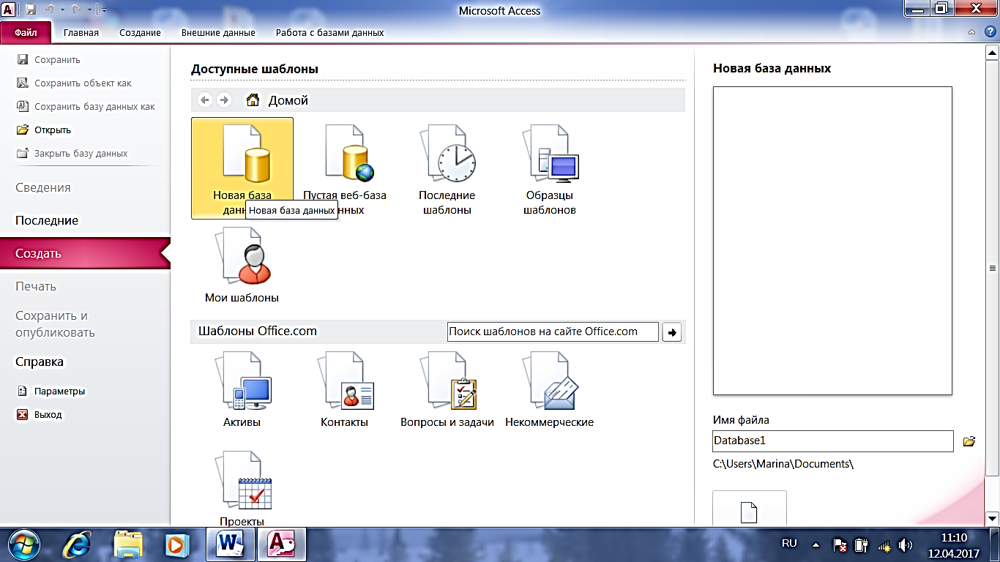 Microsoft Access
Файл Главная Создание Внешние данные Работа с базами данных
Сохранить
Сохранить объект как
Сохранить базу данных как
Открыть
Закрыть базу данных
Сведения
Последние
Создать
Печать
Сохранить и
опубликовать
Справка
Параметры
Выход
Доступные шаблоны
Домой
Новая база
Пустая веб-база
Последние
шаблоны
Образцы
шаблонов
Новая база данных
Мои шаблоны
Шаблоны Office.com
Поиск шаблонов на сайте Office.com
Активы
Контакты
Вопросы и задачи
Некоммерческие
Проекты
Новая база данных
Имя файла
Database1
C:\Users\Marina\Documents\
RU
11:10
12.04.2017